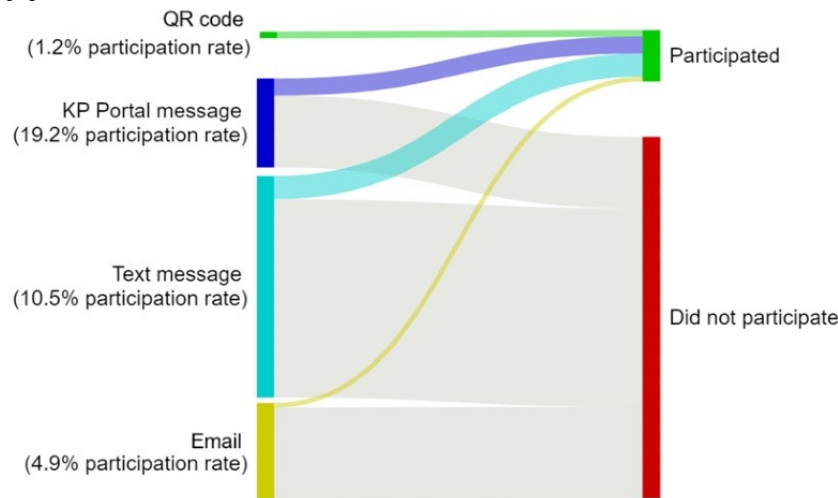 QR code
(1.2% participation rate)
KP Portal message
(19.2% participation rate)
Text message
(10.5% participation rate)
Email
(4.9% participation rate)
Participated
Did not participate